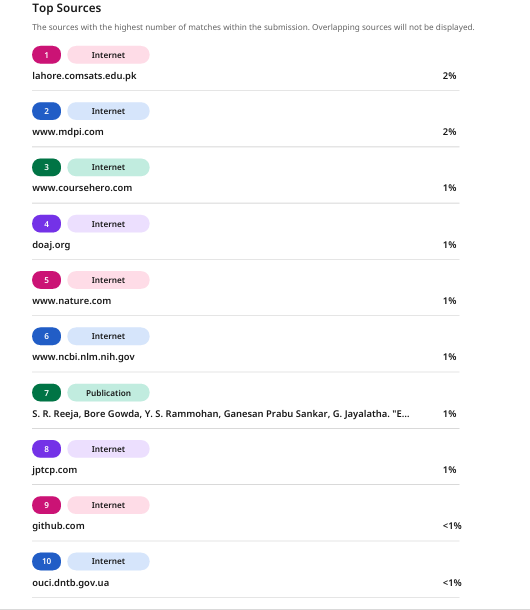 Top Sources
The sources with the highest number of matches within the submission. Overlapping sources will not be displayed.
1 Internet
lahore.comsats.edu.pk 2%
2 Internet
www.mdpi.com 2%
3 Internet
www.coursehero.com 1%
4 Internet
doaj.org 1%
5 Internet
www.nature.com 1%
6 Internet
www.ncbi.nlm.nih.gov 1%
7 Publication
S. R. Reeja, Bore Gowda, Y. S. Rammohan, Ganesan Prabu Sankar, G. Jayalatha. "E... 1%
8 Internet
jptcp.com 1%
9 Internet
github.com <1%
10 Internet
ouci.dntb.gov.ua <1%